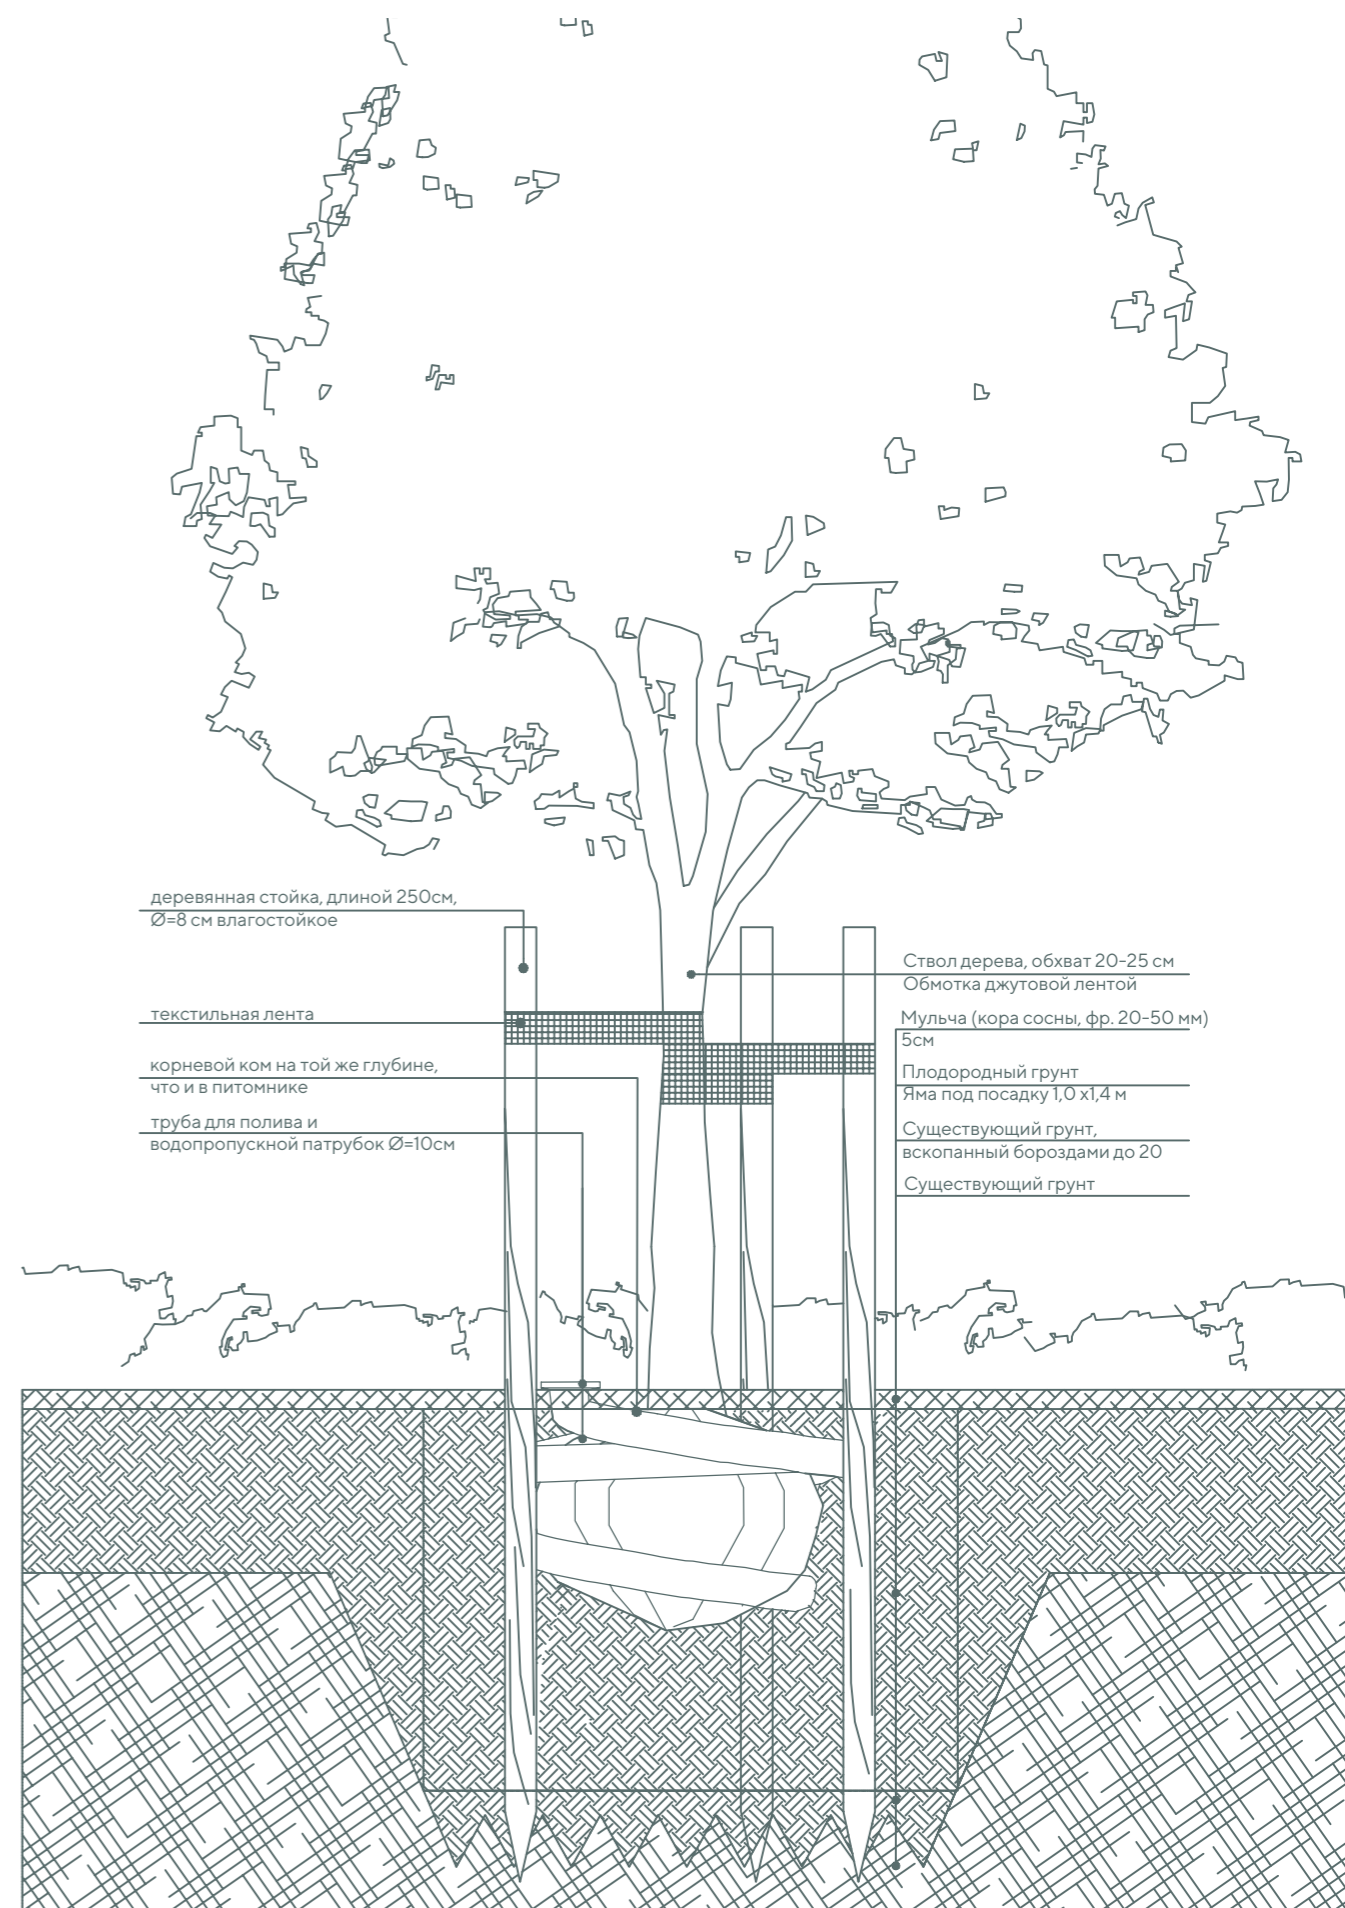 деревянная стойка, длиной 250см,
Ø=8 см влагостойкое
текстильная лента
корневой ком на той же глубине,
что и в питомнике
труба для полива и
водопропускной патрубок Ø=10см
Ствол дерева, обхват 20-25 см
Обмотка джутовой лентой
Мульча (кора сосны, фр. 20-50 мм)
5см
Плодородный грунт
Яма под посадку 1,0 х1,4 м
Существующий грунт,
вскопанный бороздами до 20
Существующий грунт